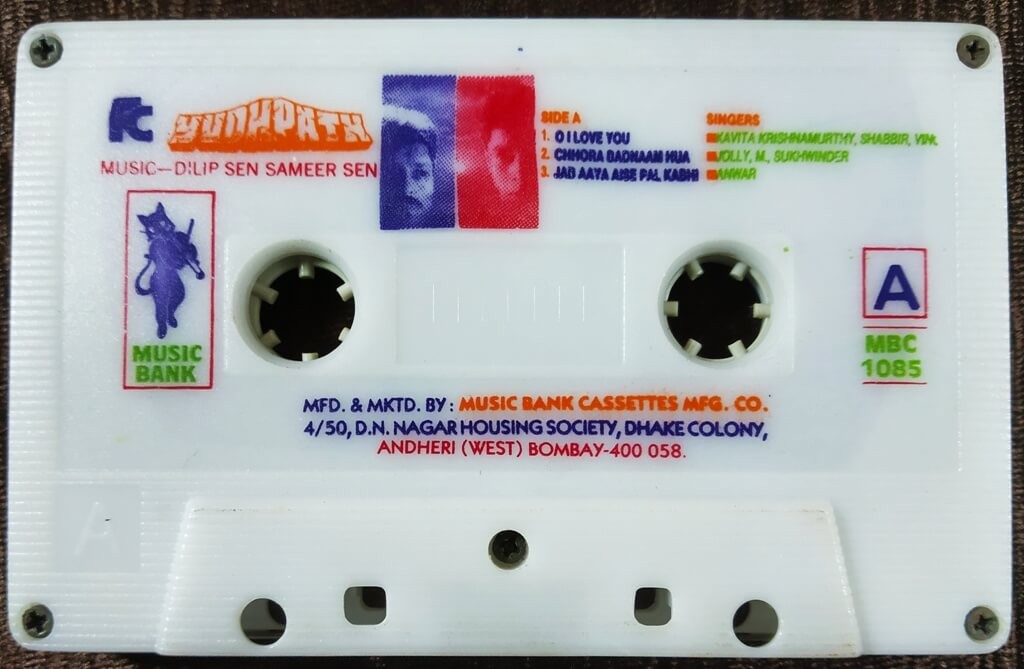 YUDHPATH
MUSIC—DILIP SEN SAMEER SEN
SIDE A
1. O I LOVE YOU
2. CHHORA BADNAAM HUA
3. JAB AAYA AISE PAL KABHI
SINGERS
KAVITA KRISHNAMURTHY, SHABBIR,
JOLLY, M., SUKHWINDER
ANWAR
MUSIC
BANK
A
MBC
1085
MFD. & MKTD. BY : MUSIC BANK CASSETTES MFG. CO.
4/50, D.N. NAGAR HOUSING SOCIETY, DHAKE COLONY,
ANDHERI (WEST) BOMBAY-400 058.
A